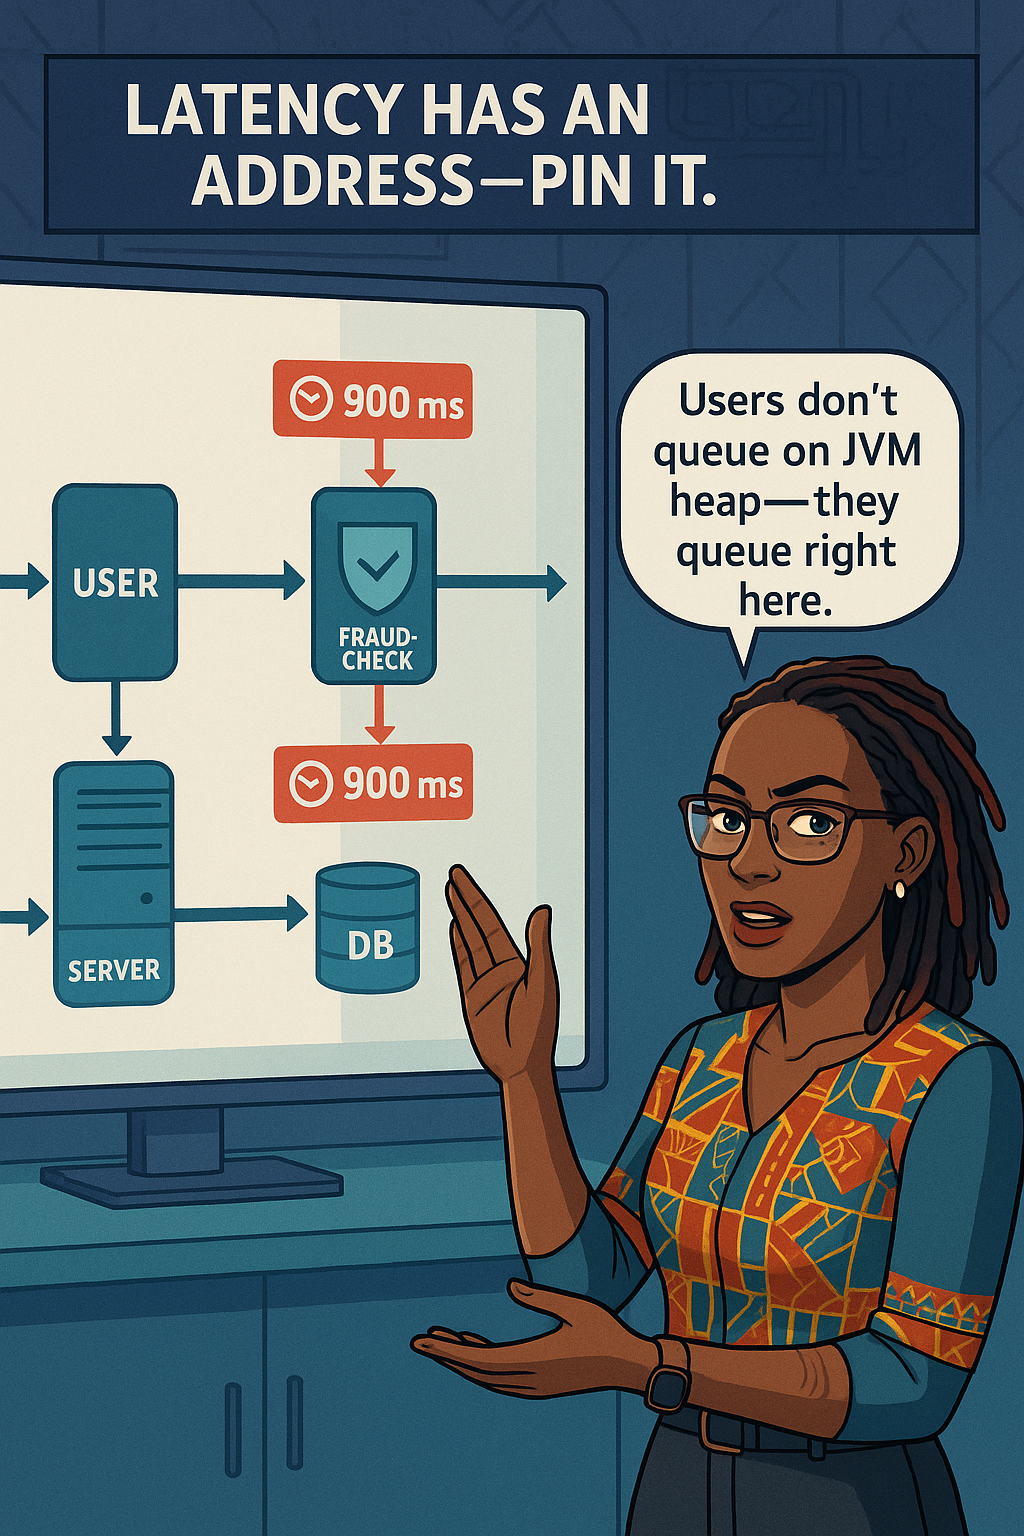 LATENCY HAS AN
ADDRESS—PIN IT.
900 ms
USER
FRAUD-
CHECK
900 ms
SERVER
DB
Users don't
queue on JVM
heap—they
queue right
here.